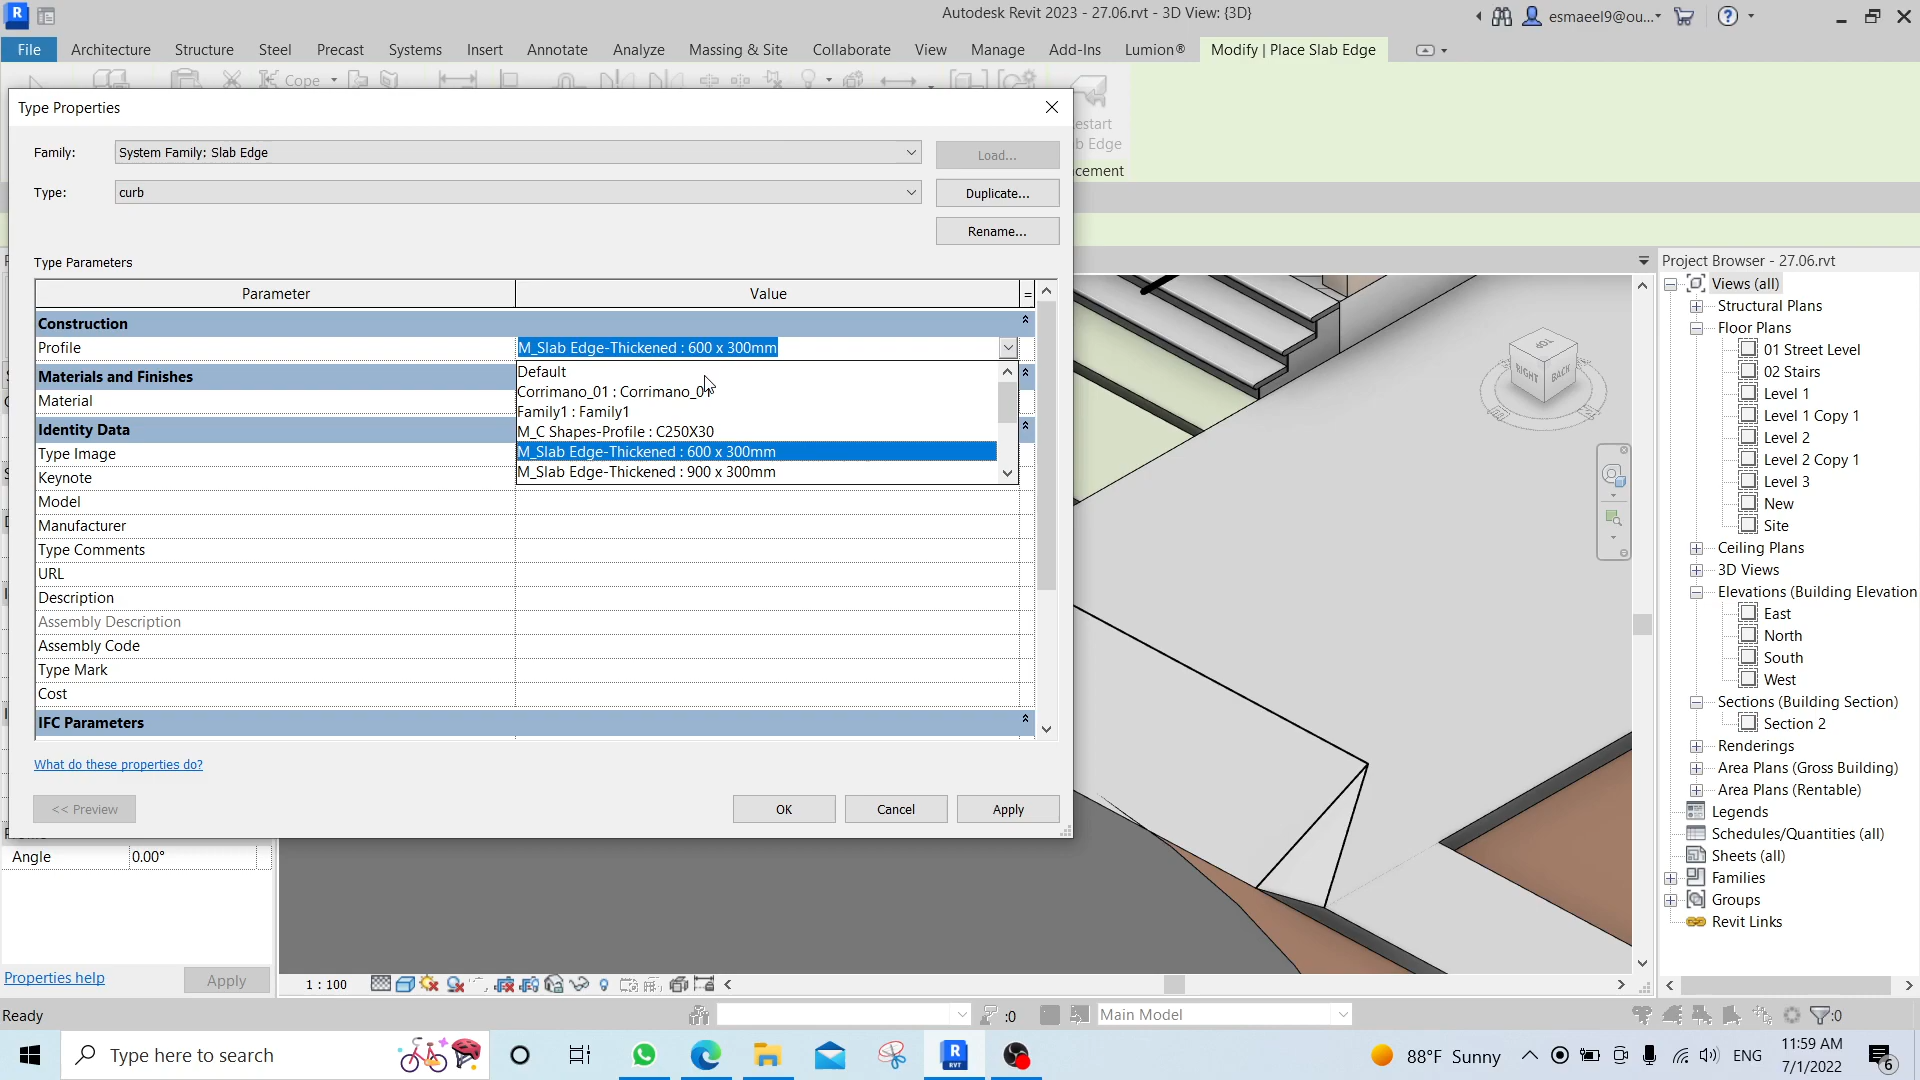 Autodesk Revit 2023 - 27.06.rvt - 3D View: {3D}
esmaeel9@ou...
File Architecture Structure Steel Precast Systems Insert Annotate Analyze Massing & Site Collaborate View Manage Add-Ins Lumion® Modify | Place Slab Edge
Cope
Type Properties
Family: System Family: Slab Edge Load...
Type: curb Duplicate...
Rename...
Type Parameters
Parameter Value =
Construction
Profile M_Slab Edge-Thickened : 600 x 300mm
Default
Corrimano_01 : Corrimano_0
Family1 : Family1
M_C Shapes-Profile : C250X30
M_Slab Edge-Thickened : 600 x 300mm
M_Slab Edge-Thickened : 900 x 300mm
Materials and Finishes
Material
Identity Data
Type Image
Keynote
Model
Manufacturer
Type Comments
URL
Description
Assembly Description
Assembly Code
Type Mark
Cost
IFC Parameters
What do these properties do?
<< Preview OK Cancel Apply
estart
b Edge
cement
TOP
RIGHT BACK
Project Browser - 27.06.rvt
Views (all)
Structural Plans
Floor Plans
01 Street Level
02 Stairs
Level 1
Level 1 Copy 1
Level 2
Level 2 Copy 1
Level 3
New
Site
Ceiling Plans
3D Views
Elevations (Building Elevation
East
North
South
West
Sections (Building Section)
Section 2
Renderings
Area Plans (Gross Building)
Area Plans (Rentable)
Legends
Schedules/Quantities (all)
Sheets (all)
Families
Groups
Revit Links
Angle 0.00°
Properties help Apply
1 : 100
Ready :0 Main Model :0
Type here to search
88°F Sunny ENG
11:59 AM
7/1/2022
6